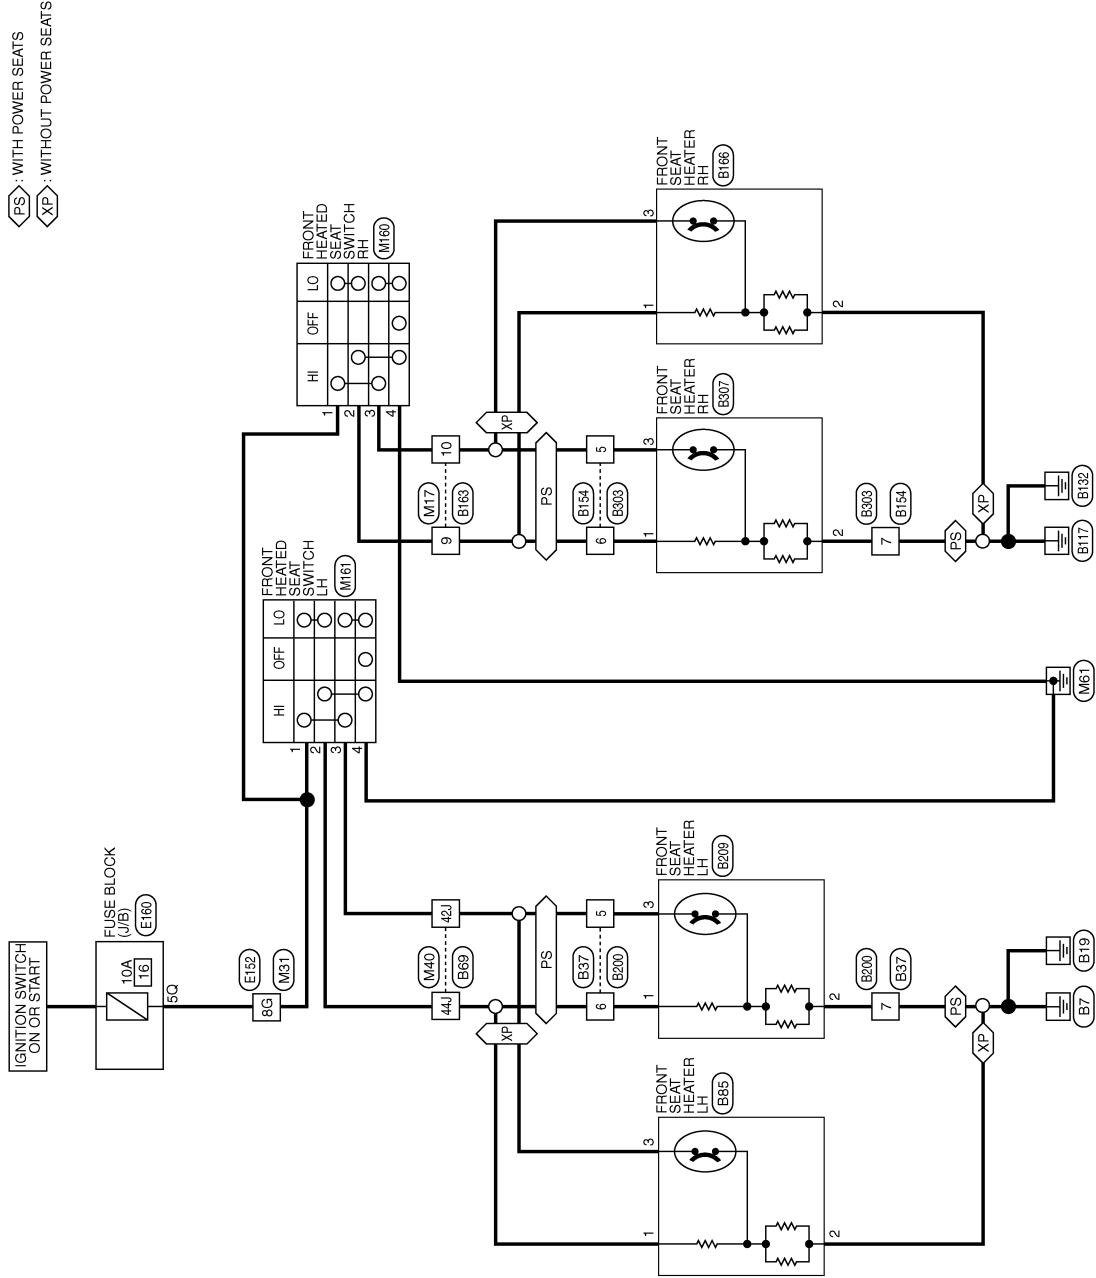 PS : WITH POWER SEATS
XP : WITHOUT POWER SEATS
IGNITION SWITCH
ON OR START
FUSE BLOCK
(J/B)
E160
10A
16
5Q
8G
E152
M31
FRONT
HEATED
SEAT
SWITCH
LH
M161
HI
OFF
LO
1
2
3
4
FRONT
HEATED
SEAT
SWITCH
RH
M160
HI
OFF
LO
1
2
3
4
44J
M40
B69
42J
9
M17
B163
10
XP
PS
XP
PS
6
B37
B200
5
6
B154
B303
5
FRONT
SEAT
HEATER
LH
B85
1
3
2
FRONT
SEAT
HEATER
LH
B209
1
3
2
FRONT
SEAT
HEATER
RH
B307
1
3
2
FRONT
SEAT
HEATER
RH
B166
1
3
2
7
B200
B37
7
B303
B154
PS
XP
PS
XP
B7
B19
M61
B117
B132